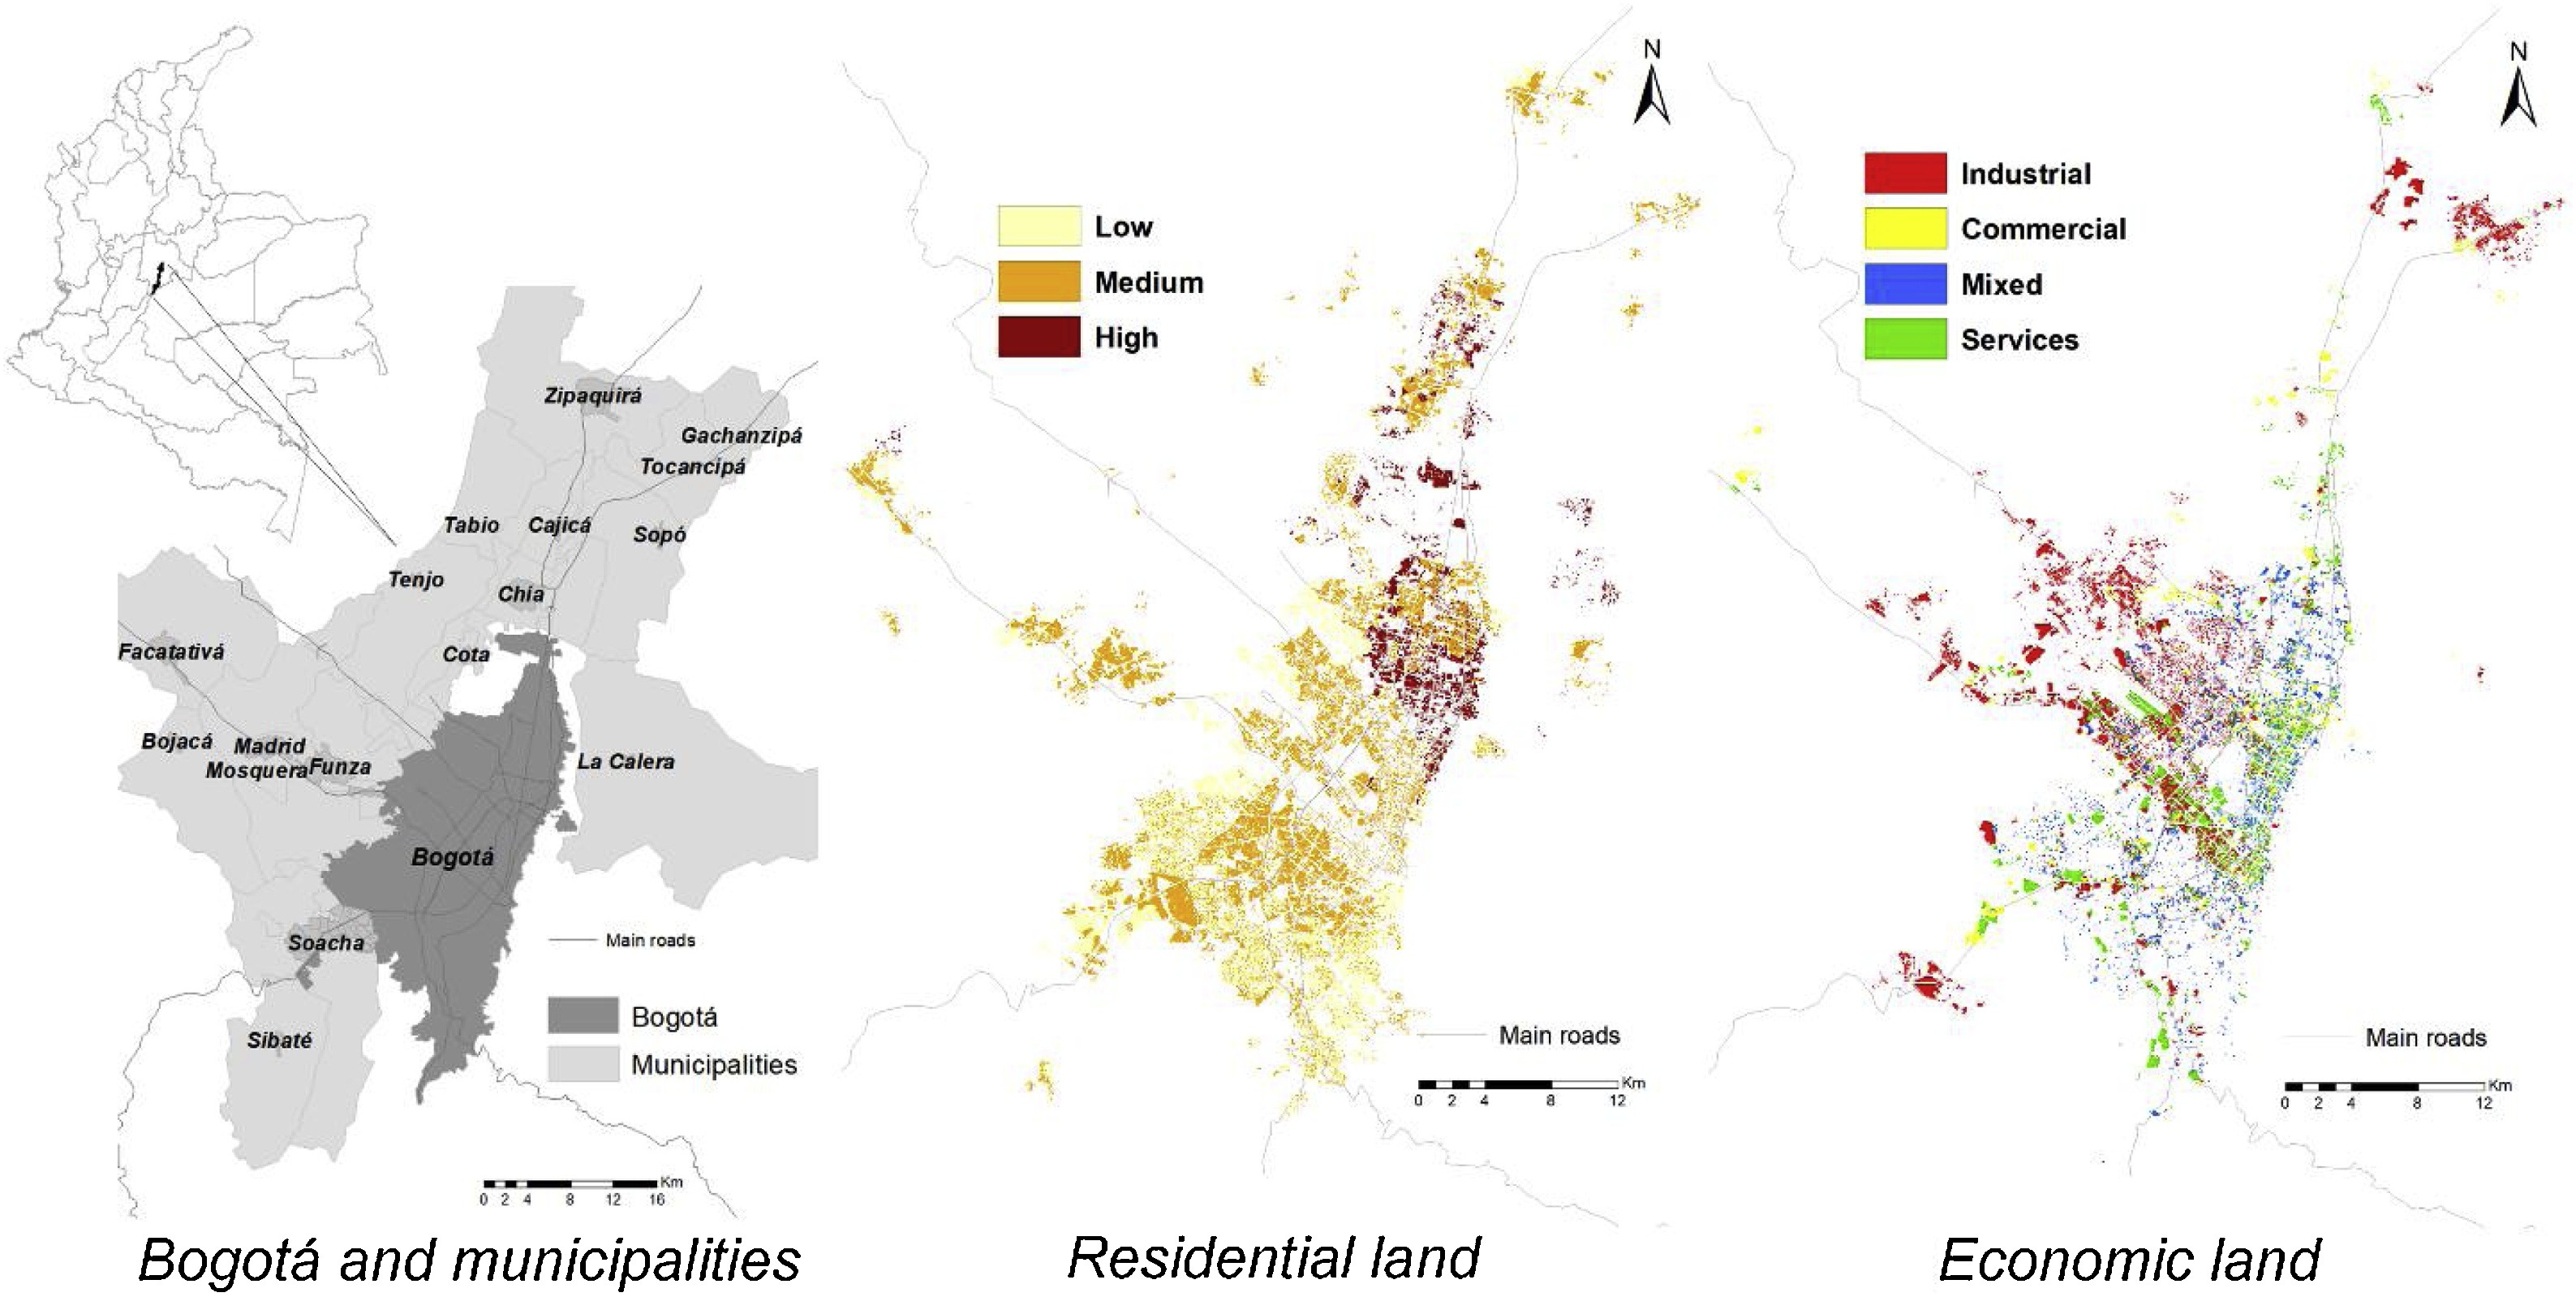 Zipaquirá
Gachanzipá
Tocancipá
Tabio
Cajicá
Sopó
Tenjo
Chia
Facatativá
Cota
Bojacá
Madrid
Mosquera
Funza
La Calera
Bogotá
Soacha
Sibaté
Main roads
Bogotá
Municipalities
Km
0 2 4 8 12 16
Bogotá and municipalities
N
Low
Medium
High
Main roads
Km
0 2 4 8 12
Residential land
N
Industrial
Commercial
Mixed
Services
Main roads
Km
0 2 4 8 12
Economic land